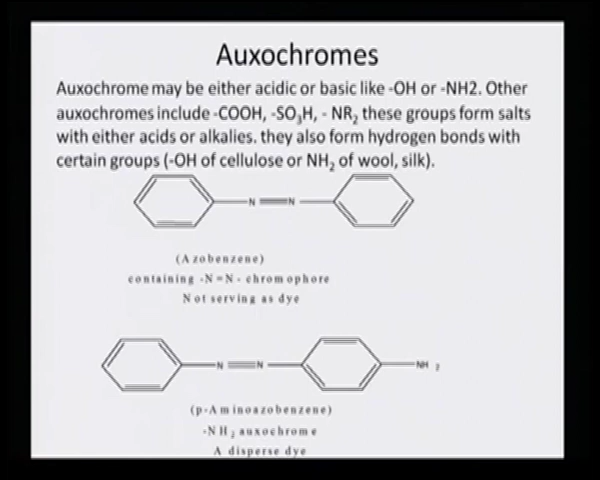 Auxochromes
Auxochrome may be either acidic or basic like -OH or -NH2. Other
auxochromes include -COOH, -SO3H, - NR2 these groups form salts
with either acids or alkalies. they also form hydrogen bonds with
certain groups (-OH of cellulose or NH2 of wool, silk).
N N
(Azobenzene)
containing -N=N- chromophore
Not serving as dye
N N NH 2
(p-Aminoazobenzene)
-NH2 auxochrome
A disperse dye